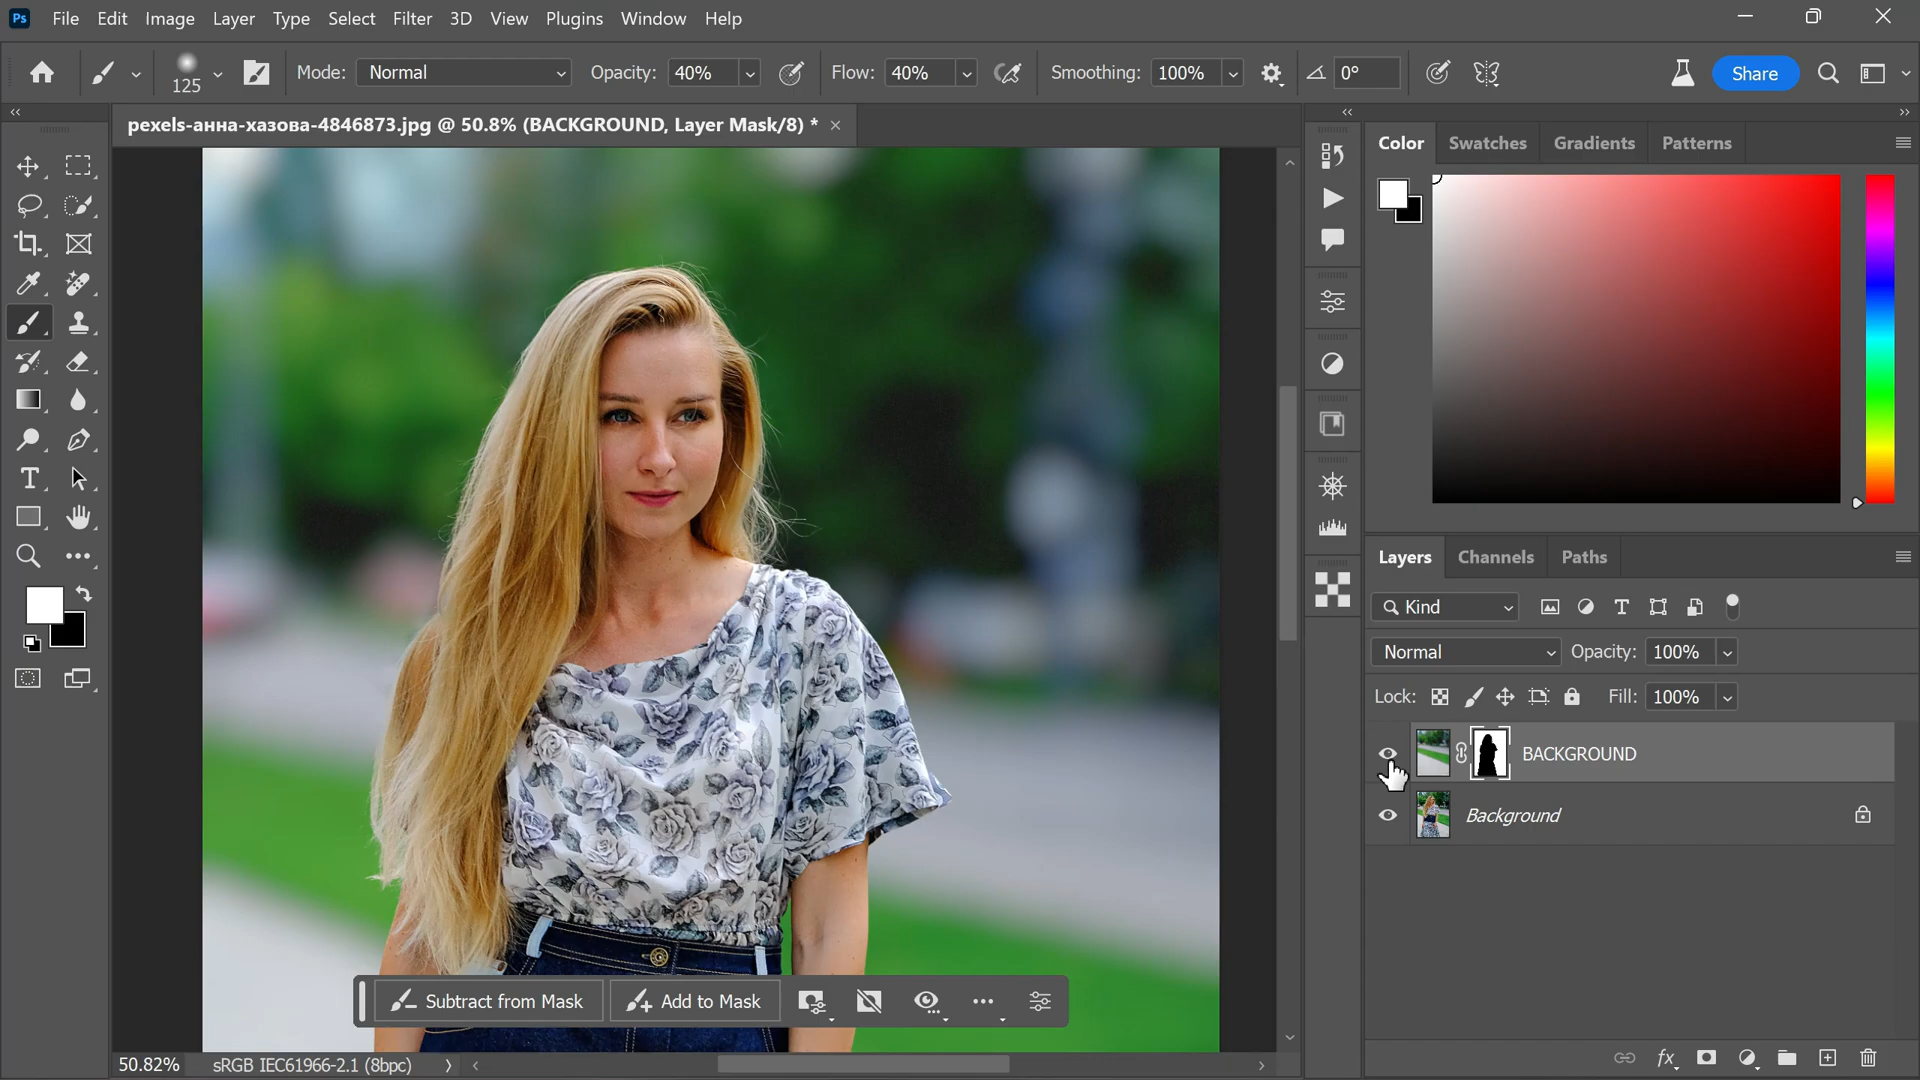 Ps File Edit Image Layer Type Select Filter 3D View Plugins Window Help
125 Mode: Normal Opacity: 40% Flow: 40% Smoothing: 100% 0° Share
pexels-анна-хазова-4846873.jpg @ 50.8% (BACKGROUND, Layer Mask/8) *
Color Swatches Gradients Patterns
Layers Channels Paths
Kind
Normal Opacity: 100%
Lock: Fill: 100%
BACKGROUND
Background
Subtract from Mask Add to Mask
50.82% sRGB IEC61966-2.1 (8bpc)